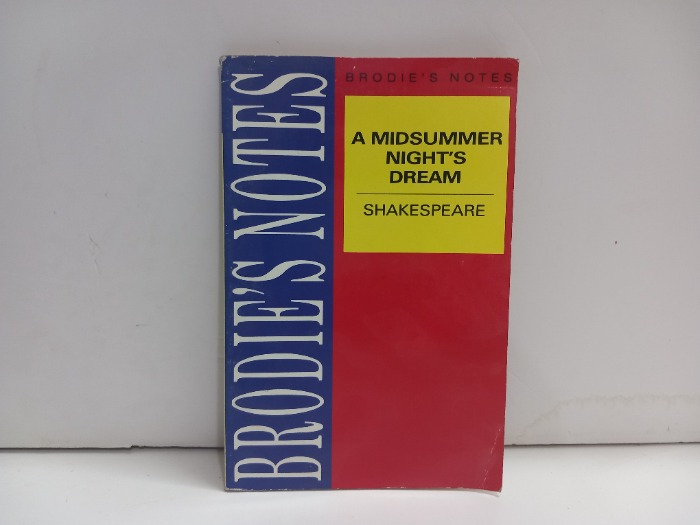 BRODIE'S NOTES
BRODIE'S NOTES
A MIDSUMMER
NIGHT'S
DREAM
SHAKESPEARE